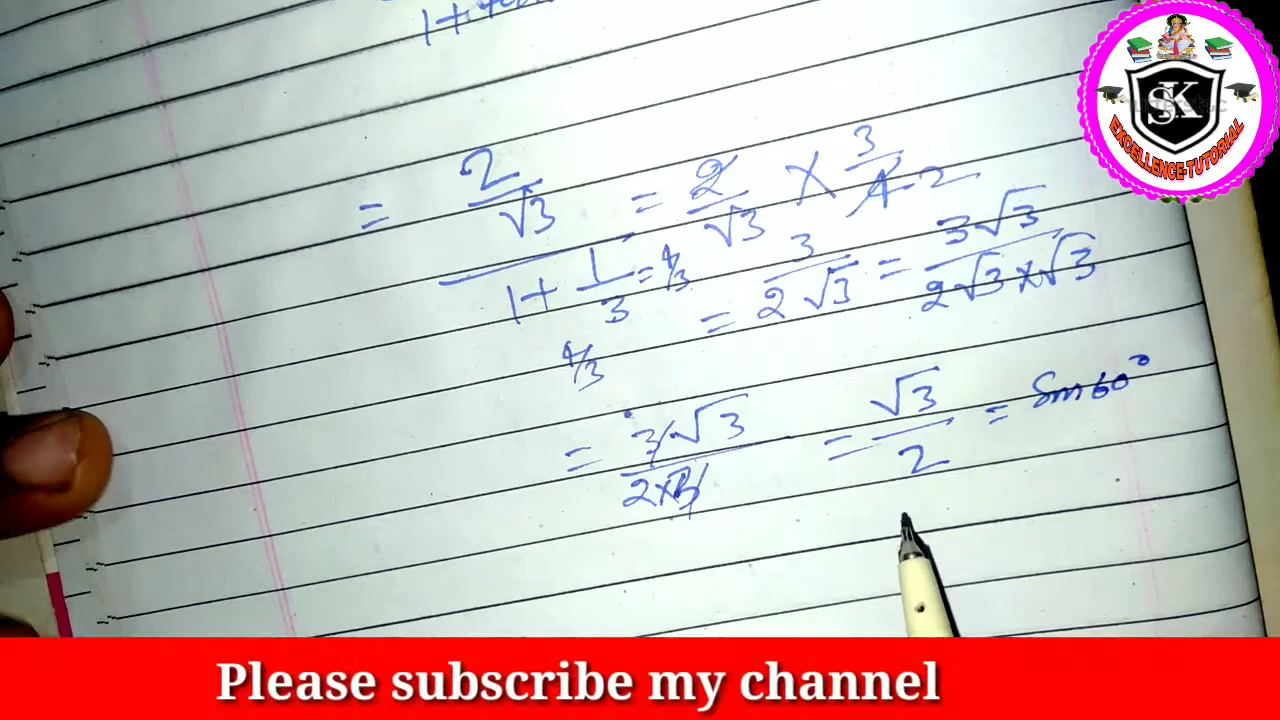 = 2/√3 / 1+1/3 = 4/3 = 2/√3 × 3/4 2
4/3
= 3/2√3 = 3√3/2√3×√3
= 3√3/2×3 = √3/2 = Sin60°
SK
EXCELLENCE-TUTORIAL
Please subscribe my channel